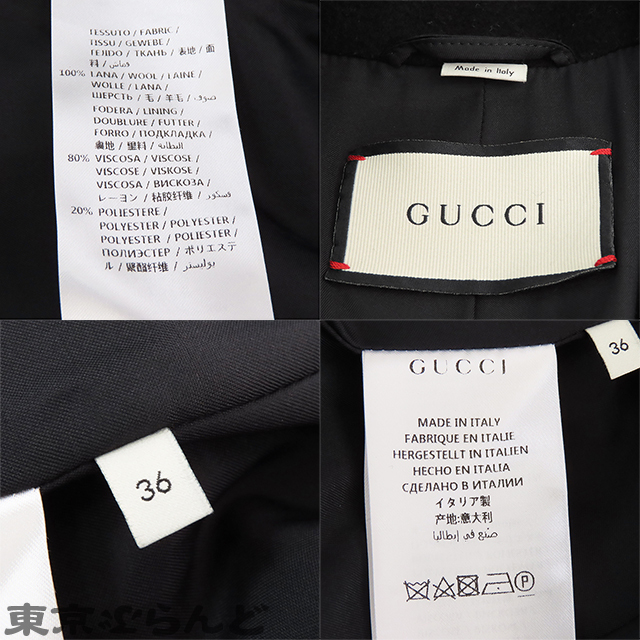 TESSUTO / FABRIC /
TISSU / GEWEBE /
TEJIDO / ТКАНЬ / 表地 / 面
料 / قماش /
100% LANA / WOOL / LAINE /
WOLLE / LANA /
ШЕРСТЬ / 毛 / 羊毛 / صوف /
FODERA / LINING /
DOUBLURE / FUTTER /
FORRO / ПОДКЛАДКА /
裏地 / 里料 / البطانة /
80% VISCOSA / VISCOSE /
VISCOSE / VISKOSE /
VISCOSA / ВИСКОЗА /
レーヨン / 粘胶纤维 / فسكوز /
20% POLIESTERE /
POLYESTER / POLYESTER /
POLYESTER / POLIESTER /
ПОЛИЭСТЕР / ポリエステ
ル / 聚酯纤维 / بوليستر /
Made in Italy
GUCCI
36
GUCCI
36
MADE IN ITALY
FABRIQUE EN ITALIE
HERGESTELLT IN ITALIEN
HECHO EN ITALIA
СДЕЛАНО В ИТАЛИИ
イタリア製
产地:意大利
صنع في إيطاليا
東京ぶらんど